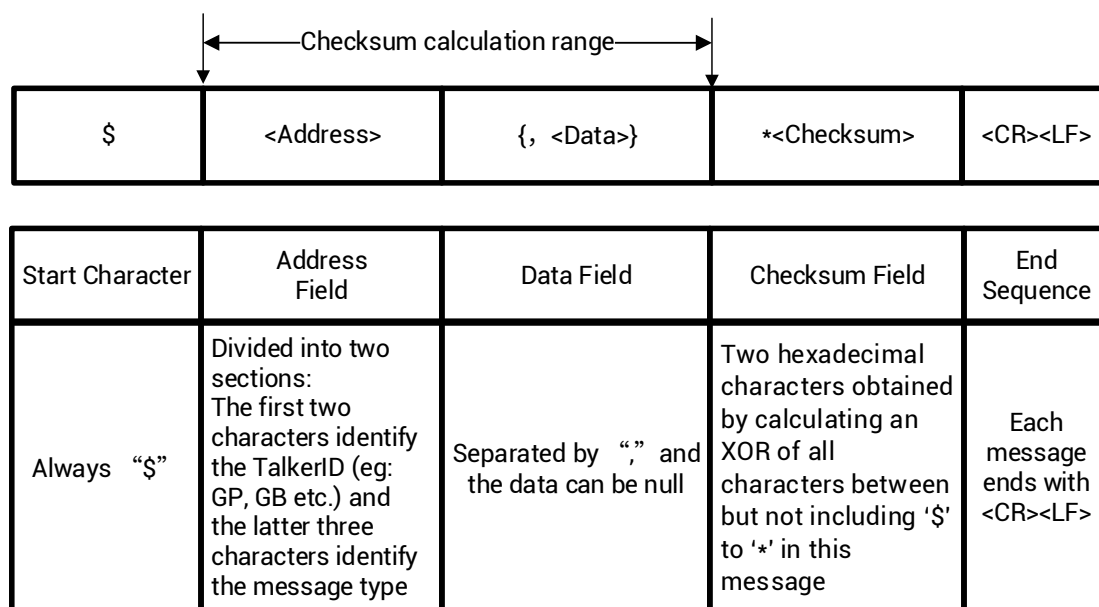 Checksum calculation range
$ <Address> {，<Data>} *<Checksum> <CR><LF>
Start Character
Address
Field
Data Field
Checksum Field
End
Sequence
Always “$”
Divided into two
sections:
The first two
characters identify
the TalkerID (eg:
GP, GB etc.) and
the latter three
characters identify
the message type
Separated by “,” and
the data can be null
Two hexadecimal
characters obtained
by calculating an
XOR of all
characters between
but not including ‘$’
to ‘*’ in this
message
Each
message
ends with
<CR><LF>